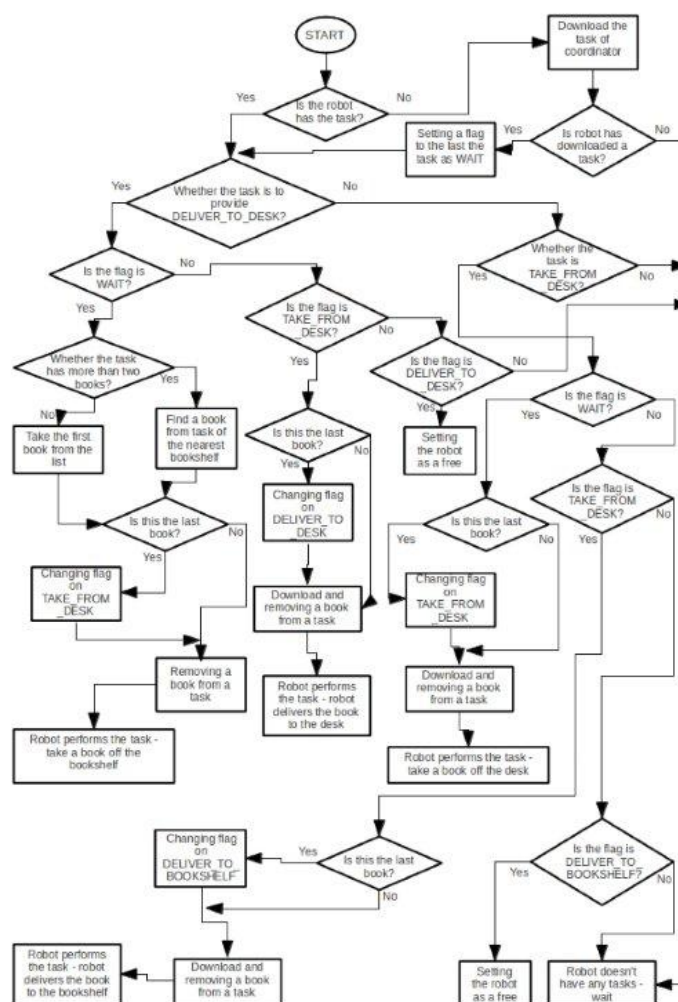 START
Download the
task of
coordinator
Yes
Is the robot
has the task?
No
Setting a flag
to the last the
task as WAIT
Yes
Is robot has
downloaded a
task?
No
Yes
Whether the task is to
provide
DELIVER_TO_DESK?
No
Is the flag is
WAIT?
No
Yes
Is the flag is
TAKE_FROM
_DESK?
No
Yes
Yes
Whether the
task is
TAKE_FROM_
DESK?
No
Whether the task
has more than two
books?
Yes
No
Is the flag is
DELIVER_TO
_DESK?
No
Yes
Is the flag is
WAIT?
Yes
No
Take the first
book from the
list
Find a book
from task of
the nearest
bookshelf
Is this the last
book?
Yes
No
Setting
the robot
as a free
Is the flag is
TAKE_FROM
_DESK?
Yes
No
Is this the last
book?
Yes
No
Changing flag
on
DELIVER_TO
_DESK
Is this the last
book?
Yes
No
Changing flag
on
TAKE_FROM
_DESK
Download and
removing a book
from a task
Changing flag
on
TAKE_FROM
_DESK
Removing a
book from a
task
Robot performs
the task - robot
delivers the book
to the desk
Download and
removing a book
from a task
Robot performs the task -
take a book off the
bookshelf
Robot performs the task -
take a book off the desk
Changing flag
on
DELIVER_TO_
BOOKSHELF
Yes
Is this the last
book?
No
Is the flag is
DELIVER_TO
BOOKSHELF?
Yes
No
Robot performs
the task - robot
delivers the book
to the bookshelf
Download and
removing a book
from a task
Setting
the robot
as a free
Robot doesn't
have any tasks -
wait